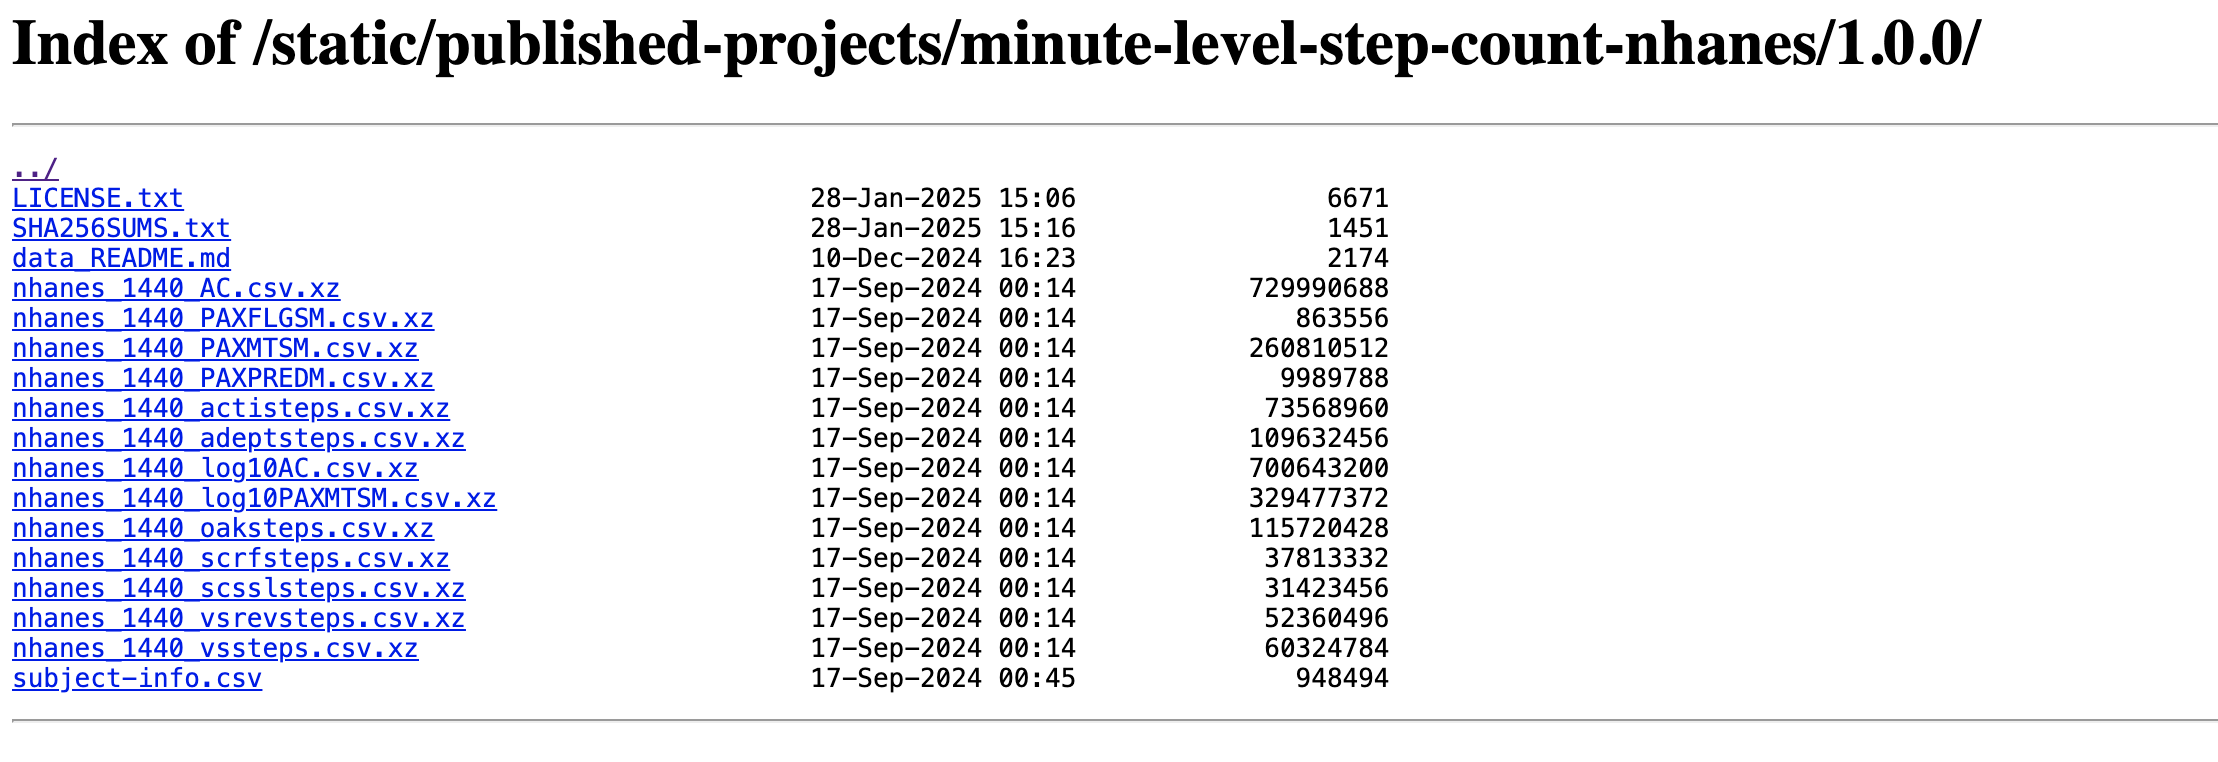 Index of /static/published-projects/minute-level-step-count-nhanes/1.0.0/
../
LICENSE.txt 28-Jan-2025 15:06 6671
SHA256SUMS.txt 28-Jan-2025 15:16 1451
data_README.md 10-Dec-2024 16:23 2174
nhanes_1440_AC.csv.xz 17-Sep-2024 00:14 729990688
nhanes_1440_PAXFLGSM.csv.xz 17-Sep-2024 00:14 863556
nhanes_1440_PAXMTSM.csv.xz 17-Sep-2024 00:14 260810512
nhanes_1440_PAXPREDM.csv.xz 17-Sep-2024 00:14 9989788
nhanes_1440_actisteps.csv.xz 17-Sep-2024 00:14 73568960
nhanes_1440_adeptsteps.csv.xz 17-Sep-2024 00:14 109632456
nhanes_1440_log10AC.csv.xz 17-Sep-2024 00:14 700643200
nhanes_1440_log10PAXMTSM.csv.xz 17-Sep-2024 00:14 329477372
nhanes_1440_oaksteps.csv.xz 17-Sep-2024 00:14 115720428
nhanes_1440_scrfsteps.csv.xz 17-Sep-2024 00:14 37813332
nhanes_1440_scsslsteps.csv.xz 17-Sep-2024 00:14 31423456
nhanes_1440_vsrevsteps.csv.xz 17-Sep-2024 00:14 52360496
nhanes_1440_vssteps.csv.xz 17-Sep-2024 00:14 60324784
subject-info.csv 17-Sep-2024 00:45 948494